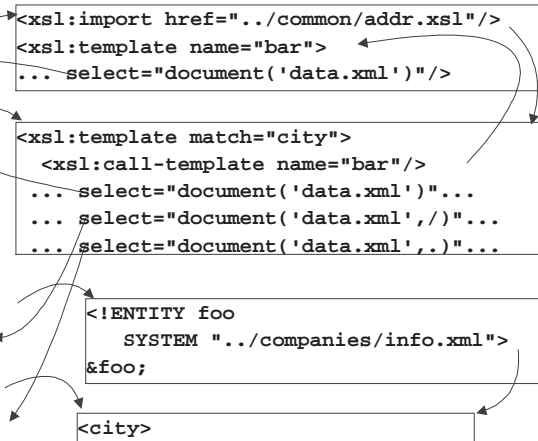 <xsl:import href="../common/addr.xsl"/>
<xsl:template name="bar">
... select="document('data.xml')"/>
<xsl:template match="city">
<xsl:call-template name="bar"/>
... select="document('data.xml')"...
... select="document('data.xml',/)"...
... select="document('data.xml',.)"...
<!ENTITY foo
SYSTEM "../companies/info.xml">
&foo;
<city>